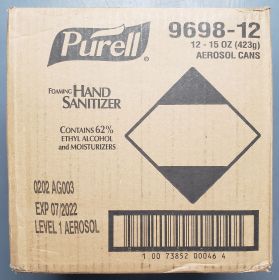 Purell®
9698-12
12 - 15 OZ (423g)
AEROSOL CANS
FOAMING HAND
SANITIZER
CONTAINS 62%
ETHYL ALCOHOL
AND MOISTURIZERS
0202 AG003
EXP 07/2022
LEVEL 1 AEROSOL
1 00 73852 00046 4